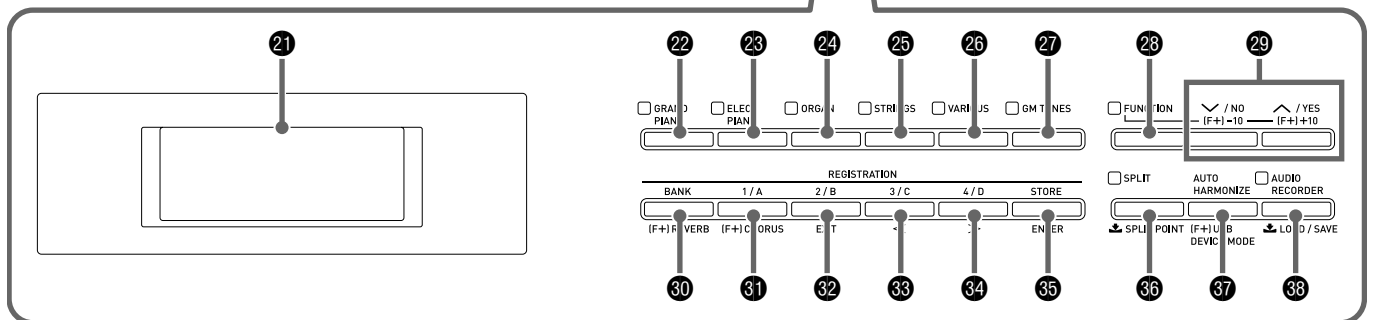 21 22 23 24 25 26 27 28 29
GRAND PIANO ELEC PIANO ORGAN STRINGS VARIOUS GM TONES FUNCTION ∨ / NO ∧ / YES
(F+) −10 (F+) +10
REGISTRATION
BANK 1 / A 2 / B 3 / C 4 / D STORE
SPLIT AUTO HARMONIZE AUDIO RECORDER
(F+) REVERB (F+) CHORUS EXIT ENTER
SPLIT POINT (F+) USB DEVICE MODE LOAD / SAVE
30 31 32 33 34 35 36 37 38